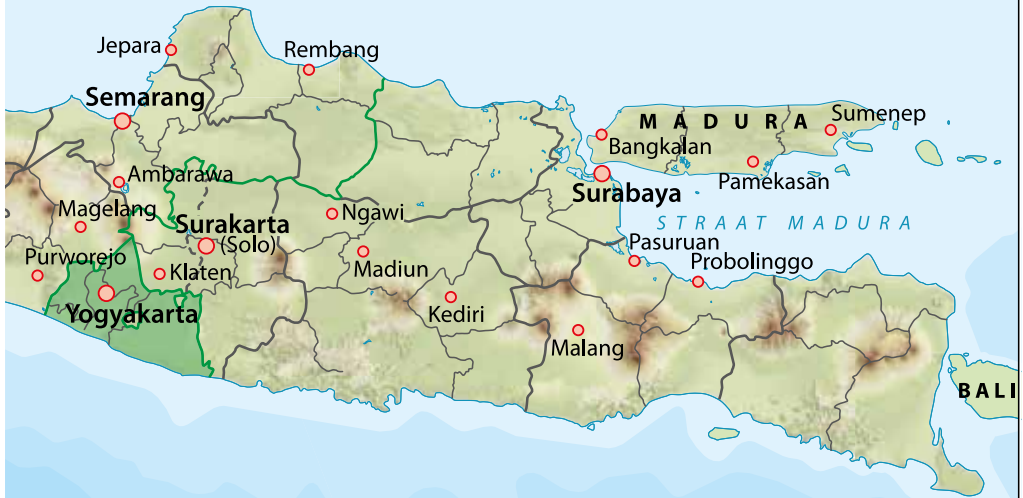 Jepara
Rembang
Semarang
MADURA
Sumenep
Bangkalan
Ambarawa
Surabaya
Pamekasan
Magelang
Ngawi
Surakarta
(Solo)
STRAAT MADURA
Pasuruan
Purworejo
Klaten
Madiun
Probolinggo
Yogyakarta
Kediri
Malang
BALI